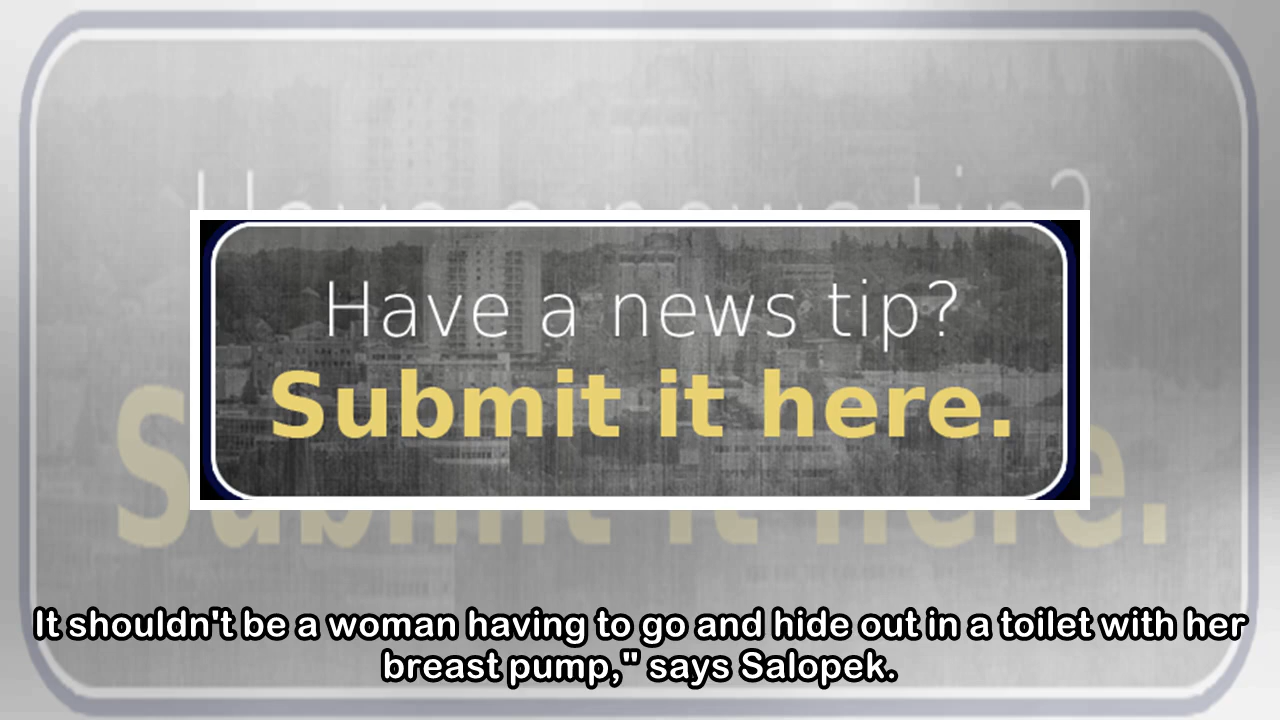 Have a news tip?
Submit it here.
It shouldn't be a woman having to go and hide out in a toilet with her
breast pump," says Salopek.